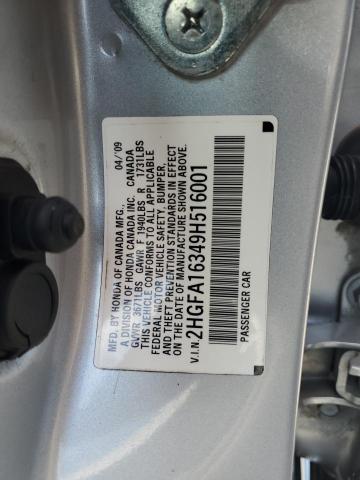 MFD. BY HONDA OF CANADA MFG., 04/'09
A DIVISION OF HONDA CANADA INC. CANADA
GVWR 3671LBS GAWR F 1940LBS R 1731LBS
THIS VEHICLE CONFORMS TO ALL APPLICABLE
FEDERAL MOTOR VEHICLE SAFETY, BUMPER,
AND THEFT PREVENTION STANDARDS IN EFFECT
ON THE DATE OF MANUFACTURE SHOWN ABOVE.
V.I.N. 2HGFA16349H516001
PASSENGER CAR